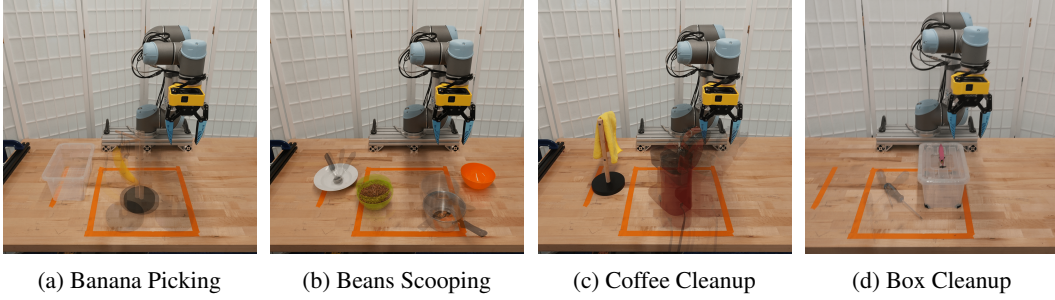 (a) Banana Picking
(b) Beans Scooping
(c) Coffee Cleanup
(d) Box Cleanup